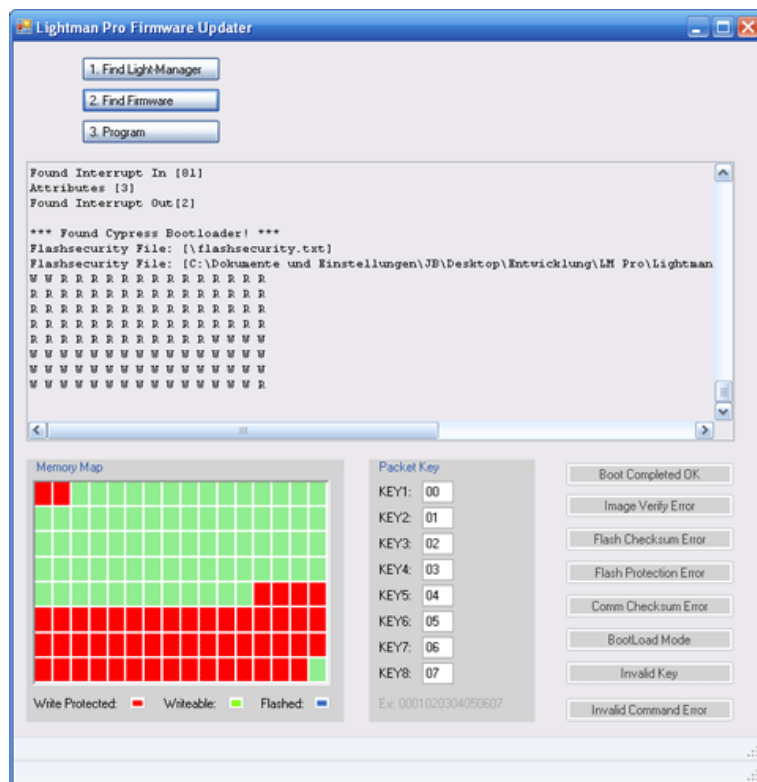 Lightman Pro Firmware Updater
1. Find Light-Manager
2. Find Firmware
3. Program
Found Interrupt In [81]
Attributes [3]
Found Interrupt Out[2]
*** Found Cypress Bootloader! ***
Flashsecurity File: [\flashsecurity.txt]
Flashsecurity File: [C:\Dokumente und Einstellungen\JB\Desktop\Entwicklung\LM Pro\Lightman
W W R R R R R R R R R R R R R R
R R R R R R R R R R R R R R R R
R R R R R R R R R R R R R R R R
R R R R R R R R R R R R R R R R
R R R R R R R R R R R R W W W W
W W W W W W W W W W W W W W W W
W W W W W W W W W W W W W W W W
W W W W W W W W W W W W W W W R
Memory Map
Write Protected:
Writeable:
Flashed:
Packet Key
KEY1: 00
KEY2: 01
KEY3: 02
KEY4: 03
KEY5: 04
KEY6: 05
KEY7: 06
KEY8: 07
Ex: 0001020304050607
Boot Completed OK
Image Verify Error
Flash Checksum Error
Flash Protection Error
Comm Checksum Error
BootLoad Mode
Invalid Key
Invalid Command Error